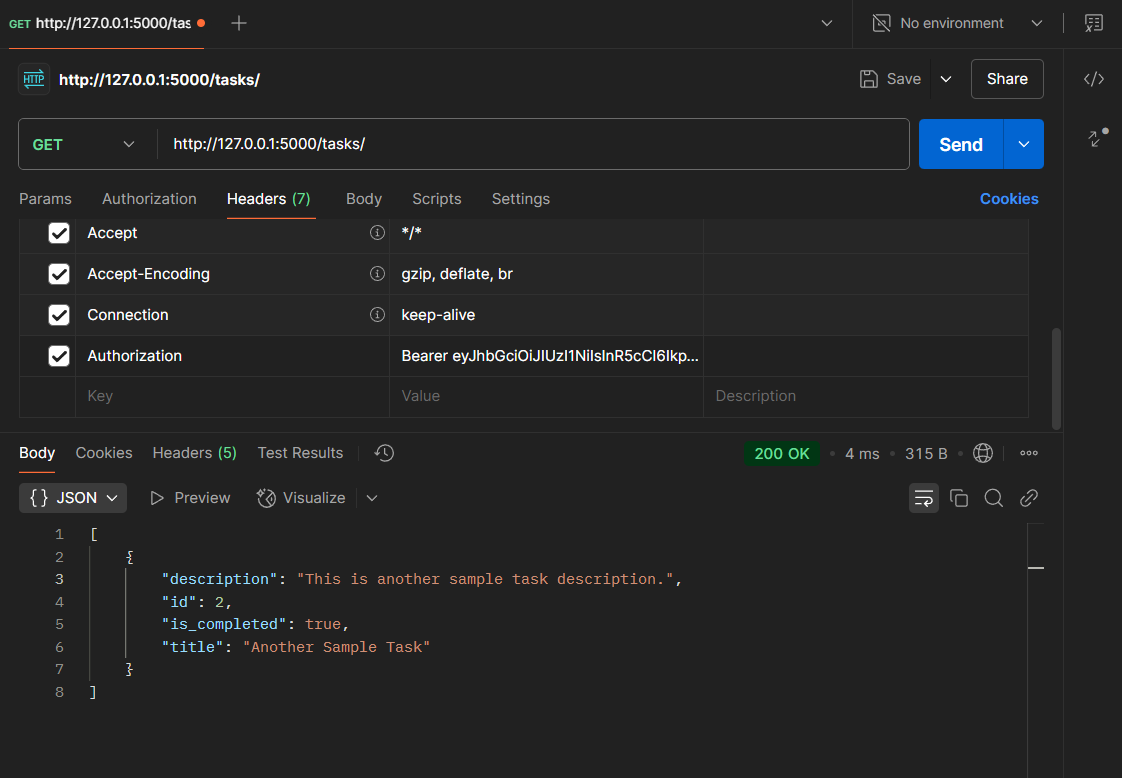 GET http://127.0.0.1:5000/tas
No environment
HTTP http://127.0.0.1:5000/tasks/
Save
Share
GET http://127.0.0.1:5000/tasks/
Send
Params Authorization Headers (7) Body Scripts Settings Cookies
Accept */*
Accept-Encoding gzip, deflate, br
Connection keep-alive
Authorization Bearer eyJhbGciOiJIUzI1NiIsInR5cCI6Ikp...
Key Value Description
Body Cookies Headers (5) Test Results 200 OK • 4 ms • 315 B
{} JSON Preview Visualize
1 [
2 {
3 "description": "This is another sample task description.",
4 "id": 2,
5 "is_completed": true,
6 "title": "Another Sample Task"
7 }
8 ]